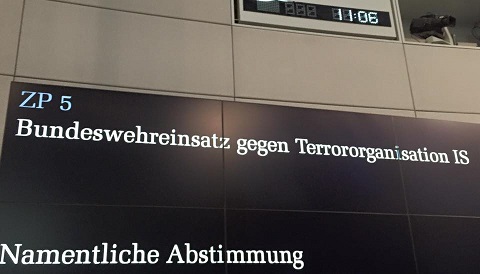 11:06
ZP 5
Bundeswehreinsatz gegen Terrororganisation IS
Namentliche Abstimmung